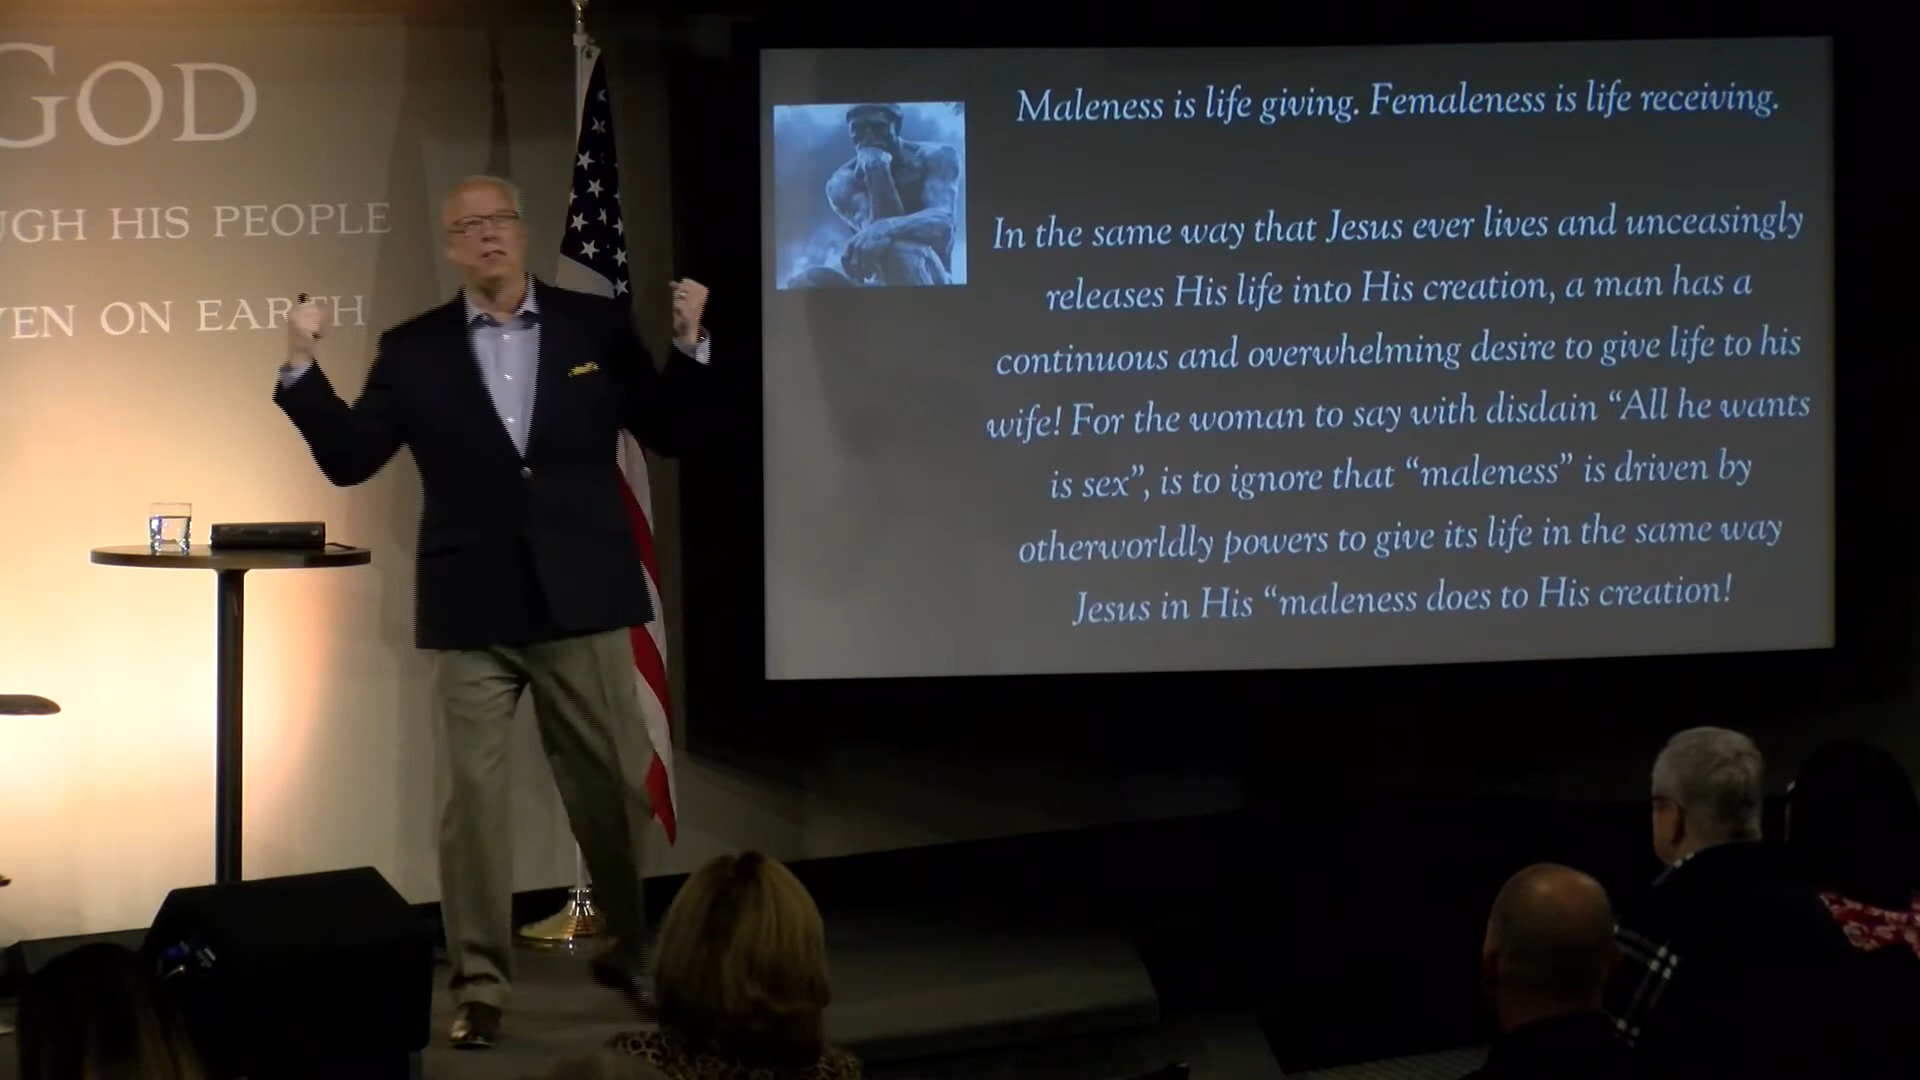 GOD
UGH HIS PEOPLE
VEN ON EARTH
Maleness is life giving. Femaleness is life receiving.
In the same way that Jesus ever lives and unceasingly
releases His life into His creation, a man has a
continuous and overwhelming desire to give life to his
wife! For the woman to say with disdain “All he wants
is sex”, is to ignore that “maleness” is driven by
otherworldly powers to give its life in the same way
Jesus in His “maleness does to His creation!